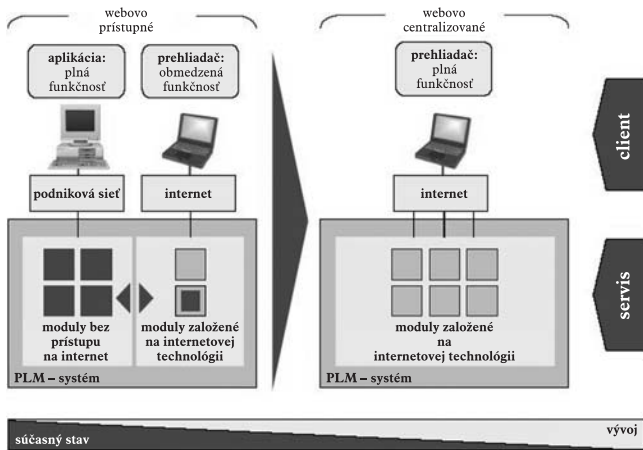 webovo
prístupné
aplikácia:
plná
funkčnosť
prehliadač:
obmedzená
funkčnosť
podniková sieť
internet
moduly bez
prístupu
na internet
moduly založené
na internetovej
technológii
PLM – systém
webovo
centralizované
prehliadač:
plná
funkčnosť
internet
moduly založené
na
internetovej technológii
PLM – systém
client
servis
súčasný stav
vývoj